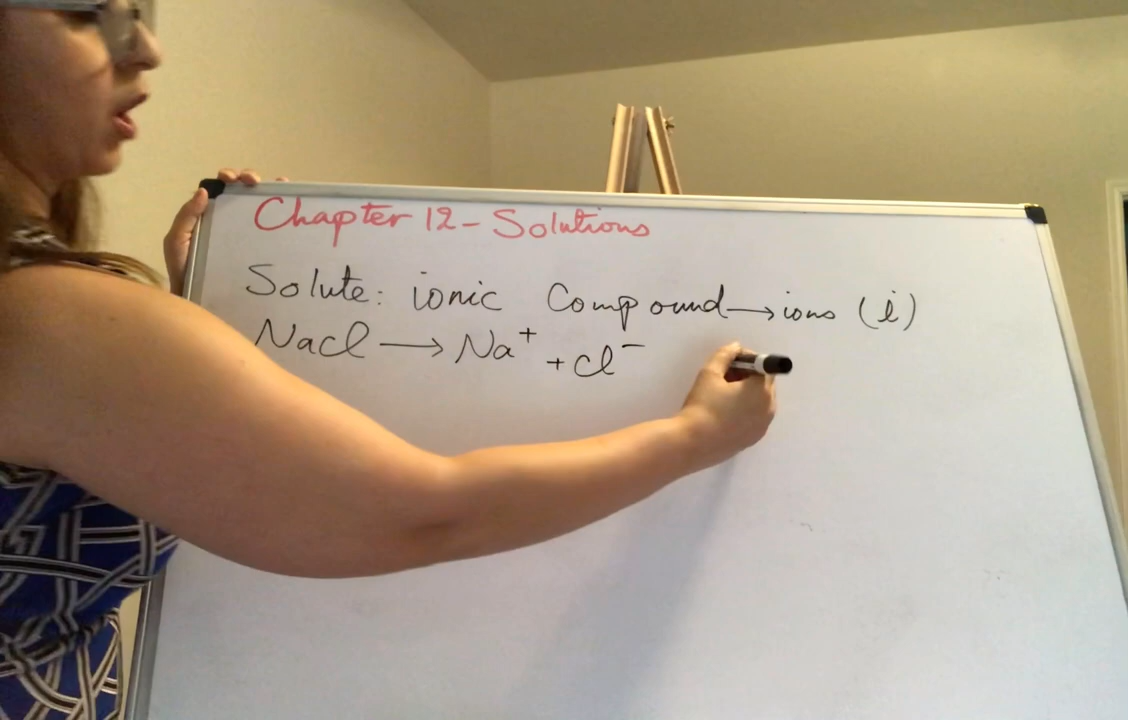 Chapter 12 - Solutions
Solute: ionic Compound → ions (i)
NaCl → Na⁺ + Cl⁻